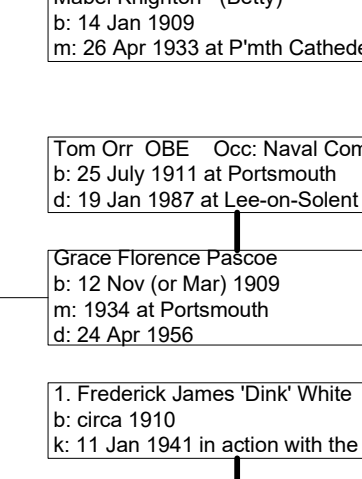 Mabel Knighton (Betty)
b: 14 Jan 1909
m: 26 Apr 1933 at P'mth Cathed
Tom Orr OBE Occ: Naval Com
b: 25 July 1911 at Portsmouth
d: 19 Jan 1987 at Lee-on-Solent
Grace Florence Pascoe
b: 12 Nov (or Mar) 1909
m: 1934 at Portsmouth
d: 24 Apr 1956
1. Frederick James 'Dink' White
b: circa 1910
k: 11 Jan 1941 in action with the